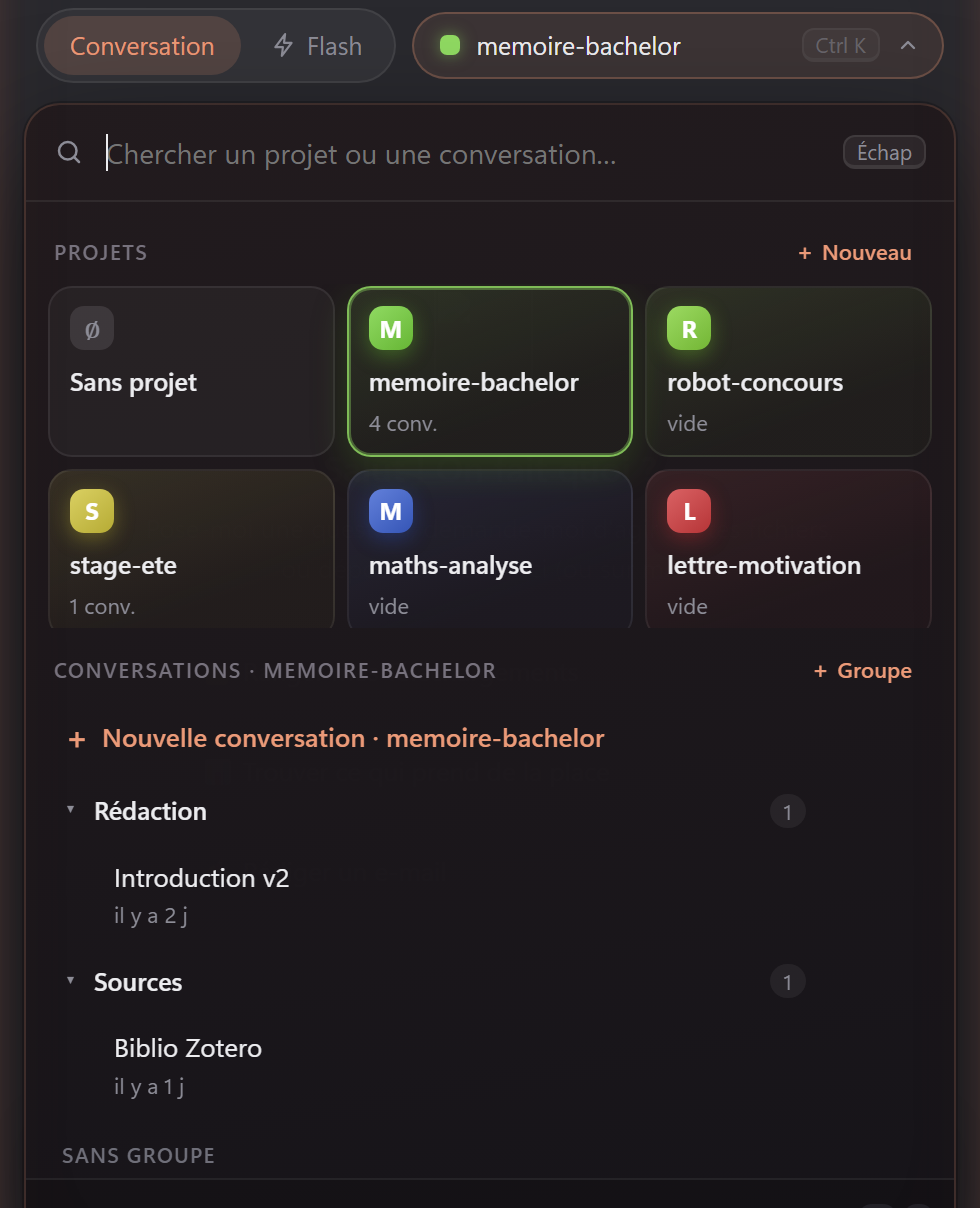 Conversation
Flash
memoire-bachelor
Ctrl K
Chercher un projet ou une conversation...
Échap
PROJETS
+ Nouveau
Ø
Sans projet
M
memoire-bachelor
4 conv.
R
robot-concours
vide
S
stage-ete
1 conv.
M
maths-analyse
vide
L
lettre-motivation
vide
CONVERSATIONS · MEMOIRE-BACHELOR
+ Groupe
+ Nouvelle conversation · memoire-bachelor
Rédaction
1
Introduction v2
il y a 2 j
Sources
1
Biblio Zotero
il y a 1 j
SANS GROUPE